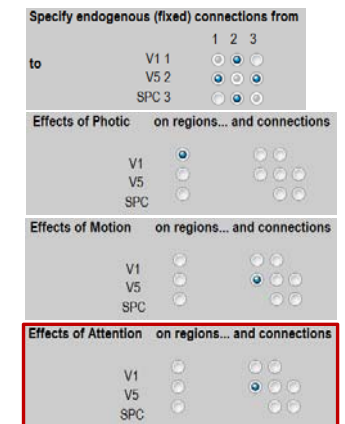 Specify endogenous (fixed) connections from
1 2 3
to
V1 1
V5 2
SPC 3
Effects of Photic on regions... and connections
V1
V5
SPC
Effects of Motion on regions... and connections
V1
V5
SPC
Effects of Attention on regions... and connections
V1
V5
SPC